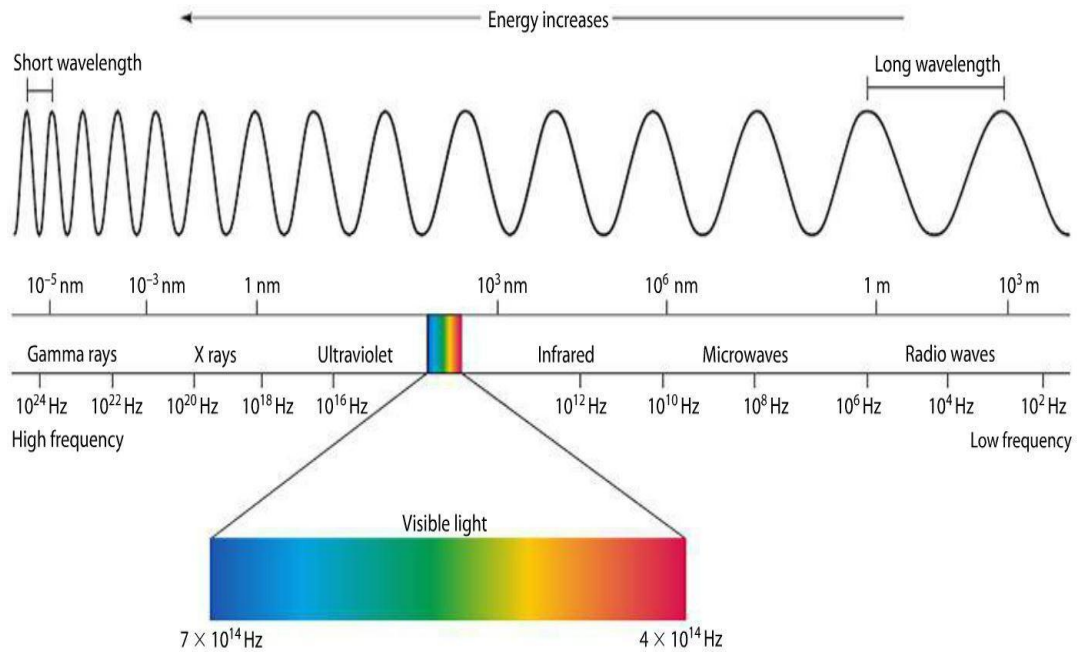 Energy increases
Short wavelength Long wavelength
10⁻⁵ nm 10⁻³ nm 1 nm 10³ nm 10⁶ nm 1 m 10³ m
Gamma rays X rays Ultraviolet Infrared Microwaves Radio waves
10²⁴ Hz 10²² Hz 10²⁰ Hz 10¹⁸ Hz 10¹⁶ Hz 10¹² Hz 10¹⁰ Hz 10⁸ Hz 10⁶ Hz 10⁴ Hz 10² Hz
High frequency Low frequency
Visible light
7 × 10¹⁴ Hz 4 × 10¹⁴ Hz